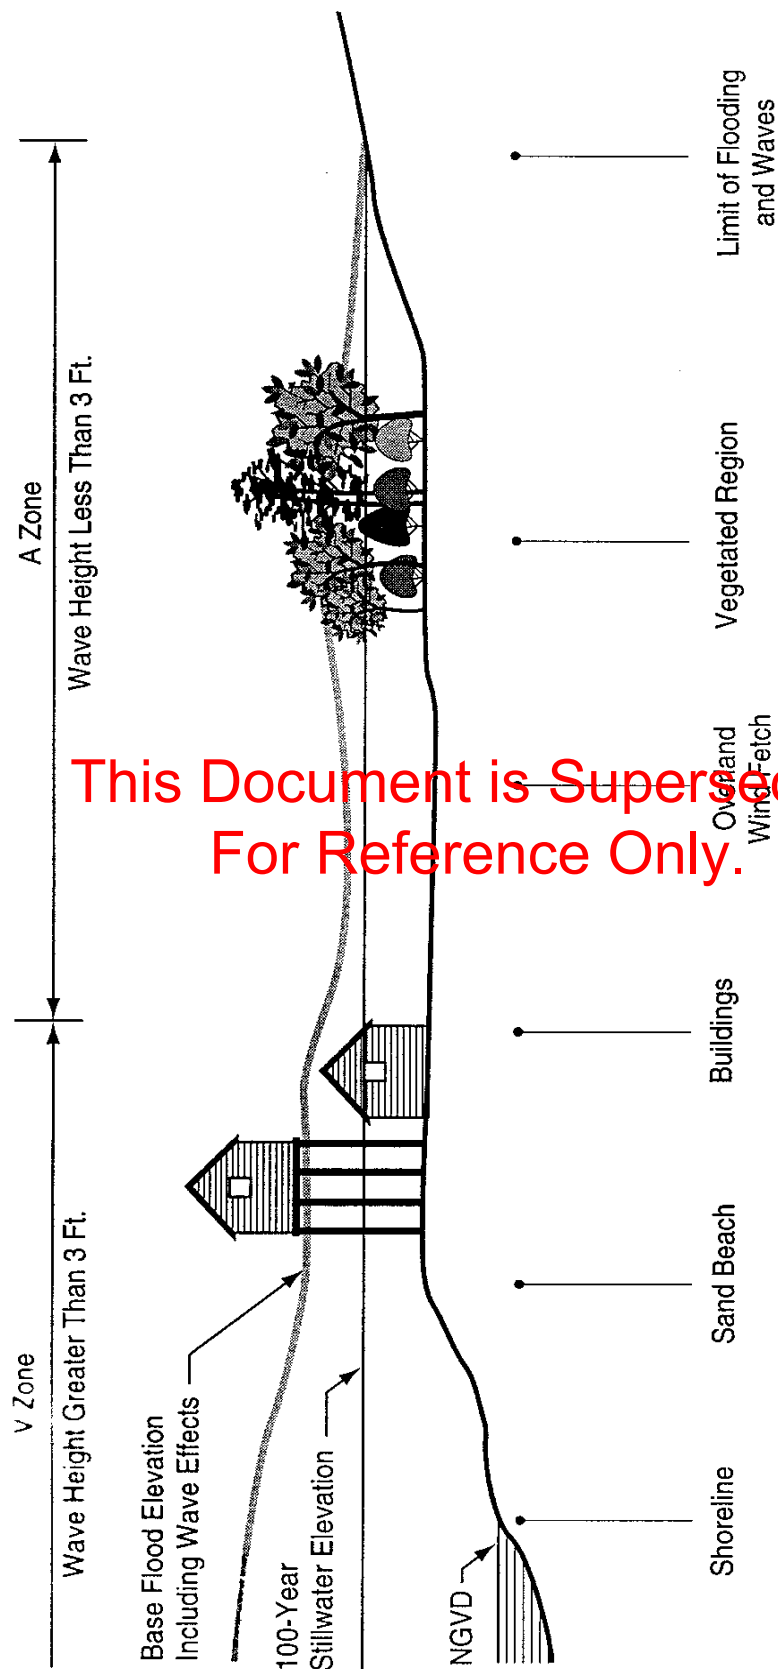 V Zone
Wave Height Greater Than 3 Ft.
A Zone
Wave Height Less Than 3 Ft.
Base Flood Elevation
Including Wave Effects
100-Year
Stillwater Elevation
NGVD
Shoreline
Sand Beach
Buildings
Overland
Wind Fetch
Vegetated Region
Limit of Flooding
and Waves
This Document is Supersed
For Reference Only.